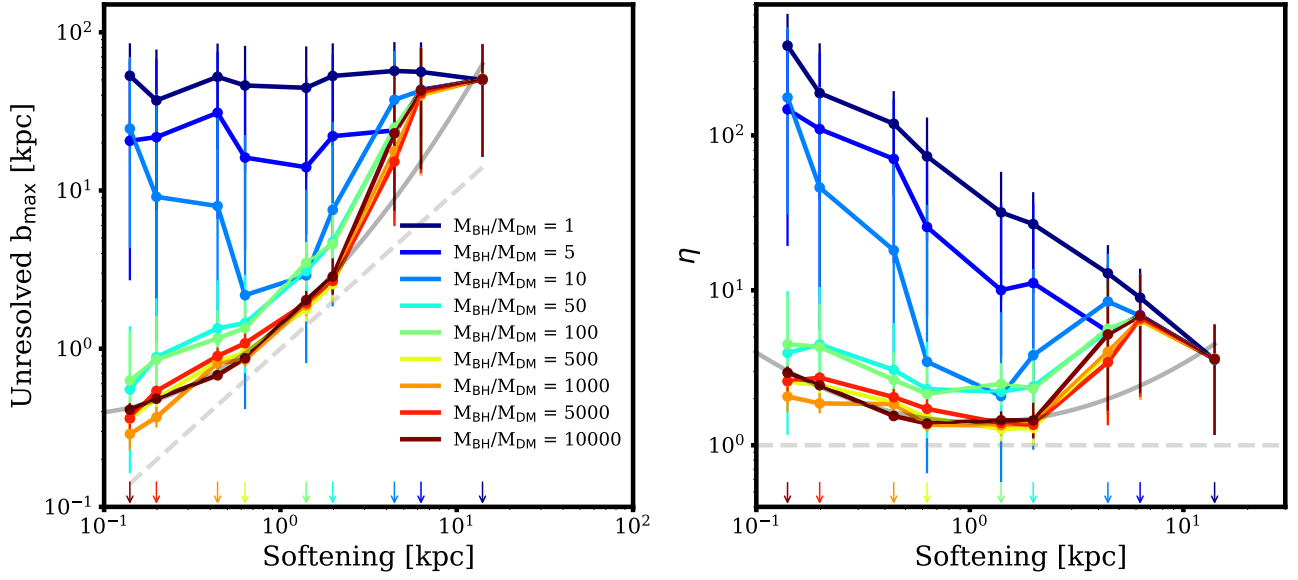 10²
10¹
10⁰
10⁻¹
Unresolved bₘₐₓ [kpc]
M_BH/M_DM = 1
M_BH/M_DM = 5
M_BH/M_DM = 10
M_BH/M_DM = 50
M_BH/M_DM = 100
M_BH/M_DM = 500
M_BH/M_DM = 1000
M_BH/M_DM = 5000
M_BH/M_DM = 10000
10⁻¹ 10⁰ 10¹ 10²
Softening [kpc]
10²
10¹
10⁰
η
10⁻¹ 10⁰ 10¹
Softening [kpc]